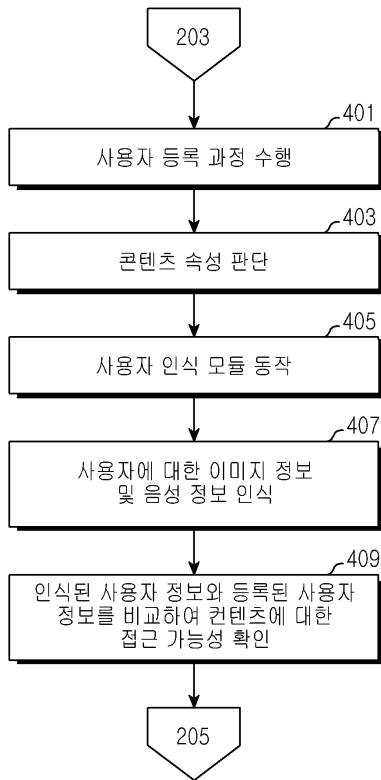 203
401
사용자 등록 과정 수행
403
콘텐츠 속성 판단
405
사용자 인식 모듈 동작
407
사용자에 대한 이미지 정보
및 음성 정보 인식
409
인식된 사용자 정보와 등록된 사용자
정보를 비교하여 컨텐츠에 대한
접근 가능성 확인
205